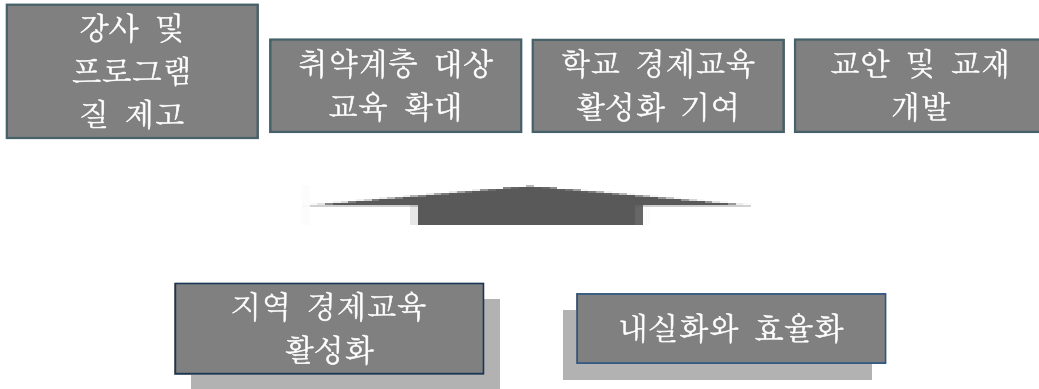 강사 및
프로그램
질 제고
취약계층 대상
교육 확대
학교 경제교육
활성화 기여
교안 및 교재
개발
지역 경제교육
활성화
내실화와 효율화